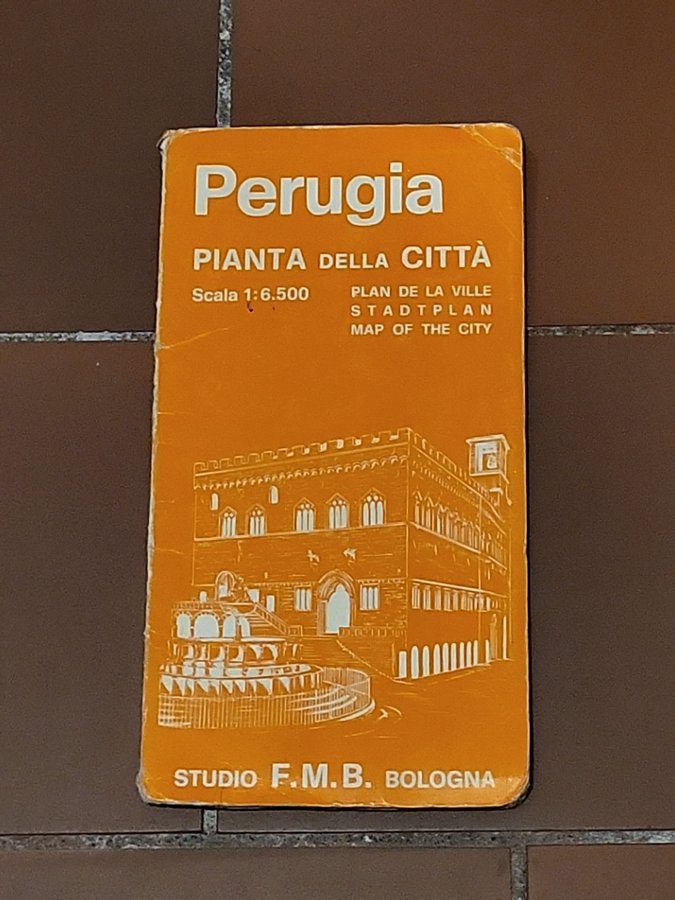 Perugia
PIANTA DELLA CITTÀ
Scala 1:6.500
PLAN DE LA VILLE
STADTPLAN
MAP OF THE CITY
STUDIO F.M.B. BOLOGNA